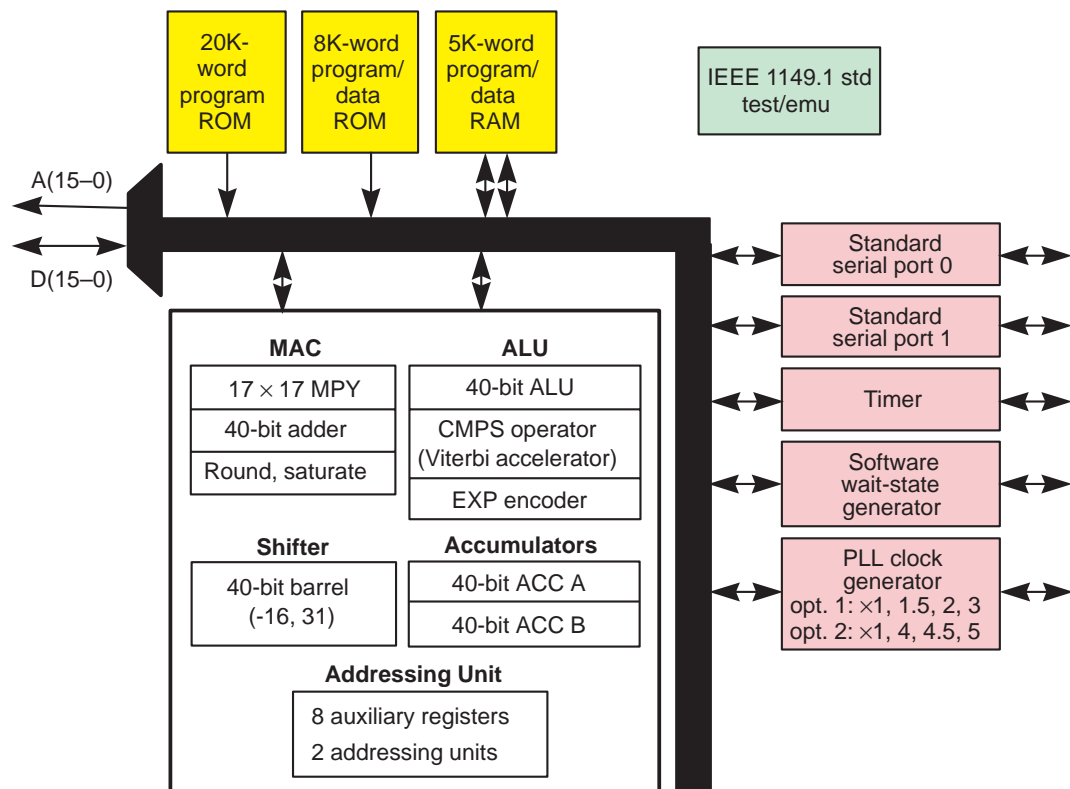 20K-
word
program
ROM
8K-word
program/
data
ROM
5K-word
program/
data
RAM
IEEE 1149.1 std
test/emu
A(15–0)
D(15–0)
Standard
serial port 0
Standard
serial port 1
Timer
Software
wait-state
generator
PLL clock
generator
opt. 1: ×1, 1.5, 2, 3
opt. 2: ×1, 4, 4.5, 5
MAC
17 × 17 MPY
40-bit adder
Round, saturate
ALU
40-bit ALU
CMPS operator
(Viterbi accelerator)
EXP encoder
Shifter
40-bit barrel
(-16, 31)
Accumulators
40-bit ACC A
40-bit ACC B
Addressing Unit
8 auxiliary registers
2 addressing units